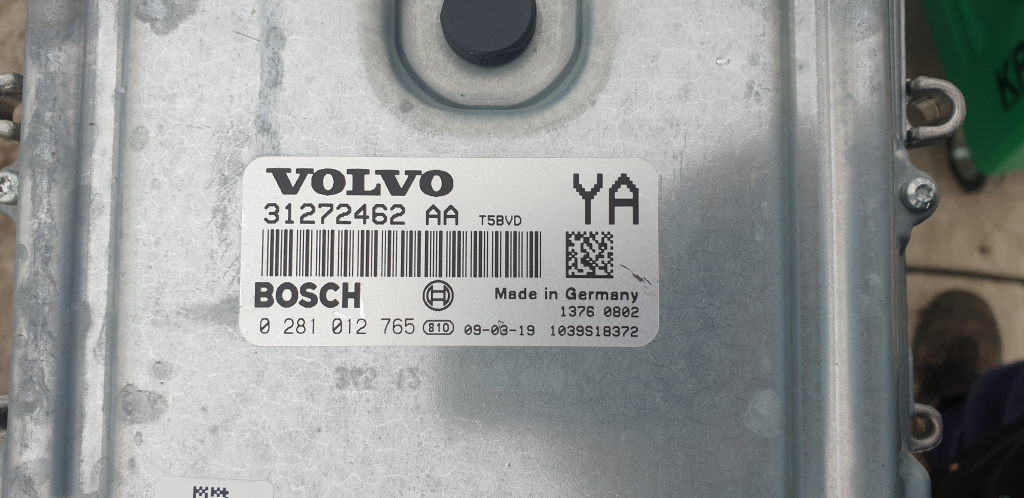 VOLVO YA
31272462 AA T5BVD
BOSCH Made in Germany
1376 0802
0 281 012 765 B10 09-03-19 1039S18372